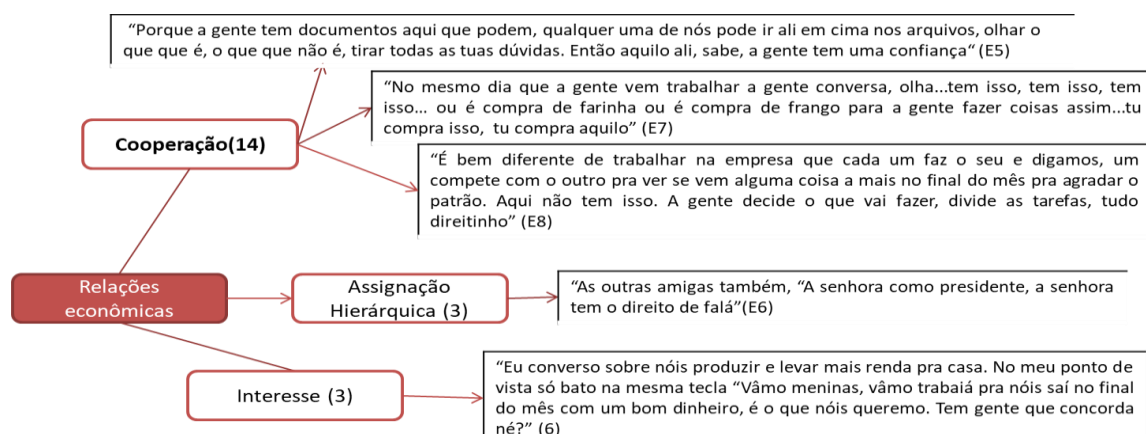 “Porque a gente tem documentos aqui que podem, qualquer uma de nós pode ir ali em cima nos arquivos, olhar o
que que é, o que que não é, tirar todas as tuas dúvidas. Então aquilo ali, sabe, a gente tem uma confiança“ (E5)
“No mesmo dia que a gente vem trabalhar a gente conversa, olha...tem isso, tem isso, tem
isso... ou é compra de farinha ou é compra de frango para a gente fazer coisas assim...tu
compra isso, tu compra aquilo” (E7)
Cooperação(14)
“É bem diferente de trabalhar na empresa que cada um faz o seu e digamos, um
compete com o outro pra ver se vem alguma coisa a mais no final do mês pra agradar o
patrão. Aqui não tem isso. A gente decide o que vai fazer, divide as tarefas, tudo
direitinho” (E8)
Relações
econômicas
Assignação
Hierárquica (3)
“As outras amigas também, “A senhora como presidente, a senhora
tem o direito de falá”(E6)
Interesse (3)
“Eu converso sobre nóis produzir e levar mais renda pra casa. No meu ponto de
vista só bato na mesma tecla “Vâmo meninas, vâmo trabaiá pra nóis saí no final
do mês com um bom dinheiro, é o que nóis queremo. Tem gente que concorda
né?” (6)